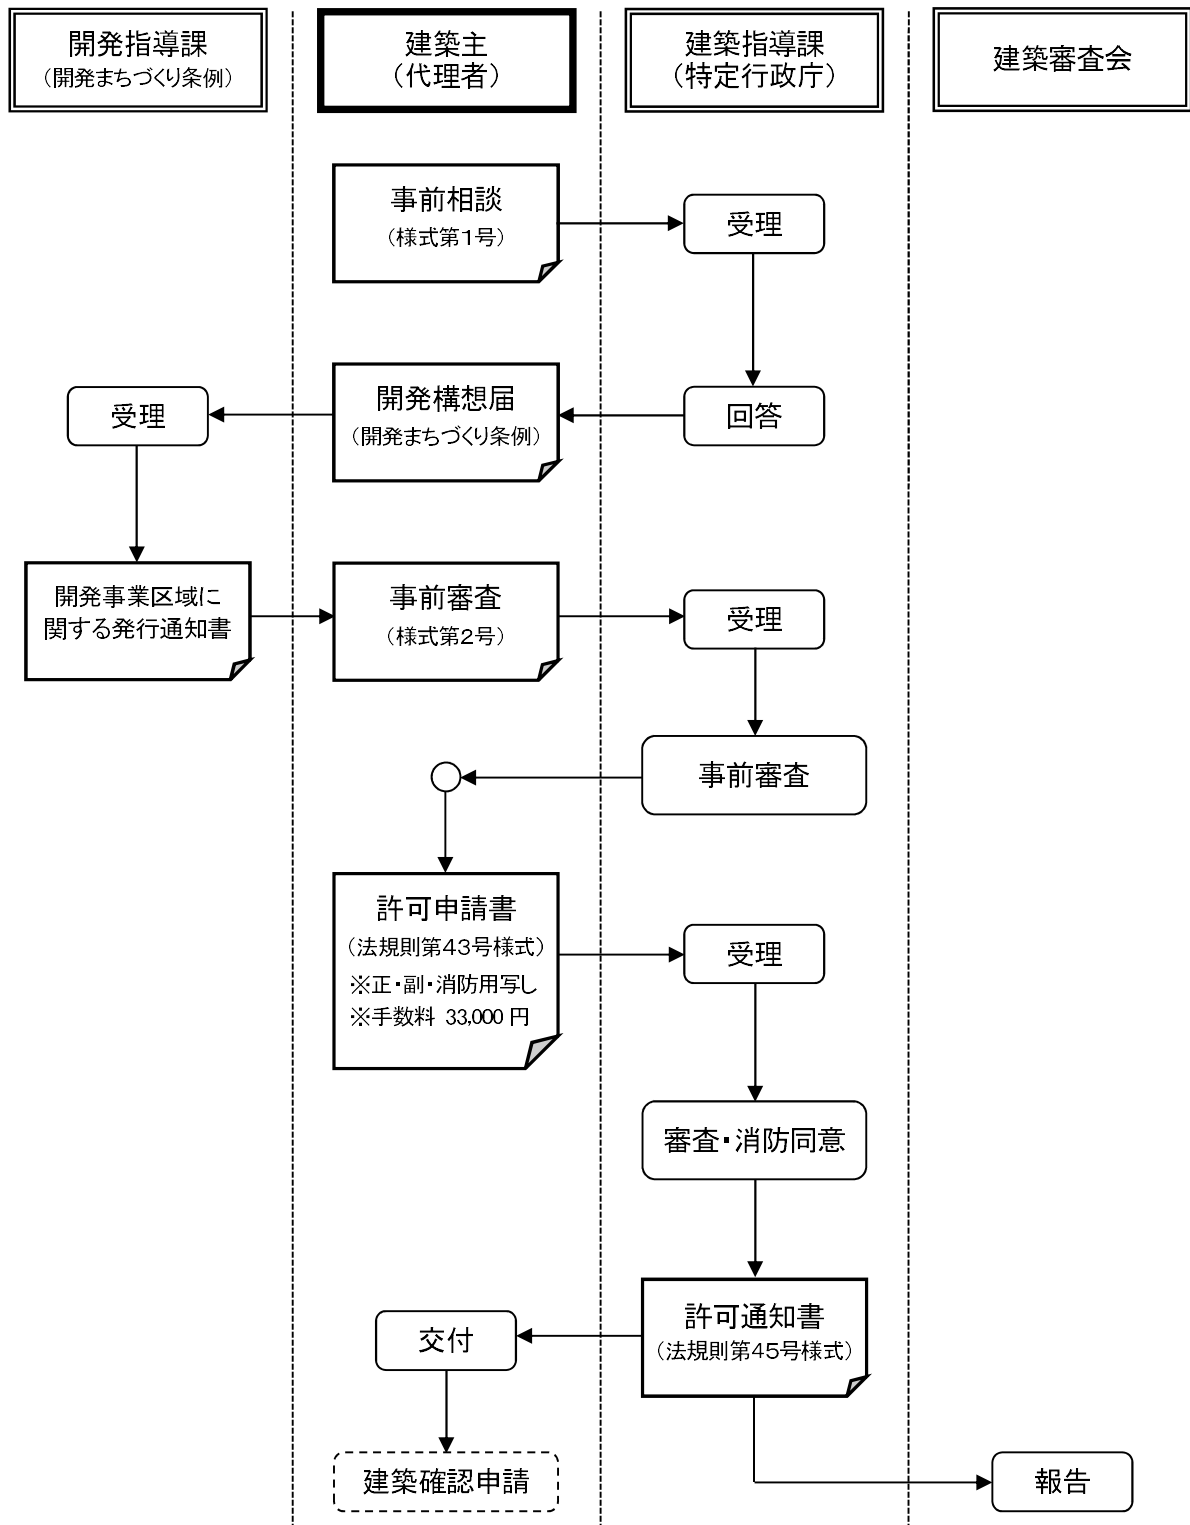 開発指導課
（開発まちづくり条例）
建築主
（代理者）
建築指導課
（特定行政庁）
建築審査会
事前相談
（様式第1号）
受理
受理
開発構想届
（開発まちづくり条例）
回答
開発事業区域に
関する発行通知書
事前審査
（様式第2号）
受理
事前審査
許可申請書
（法規則第43号様式）
※正・副・消防用写し
※手数料 33,000 円
受理
審査・消防同意
許可通知書
（法規則第45号様式）
交付
建築確認申請
報告